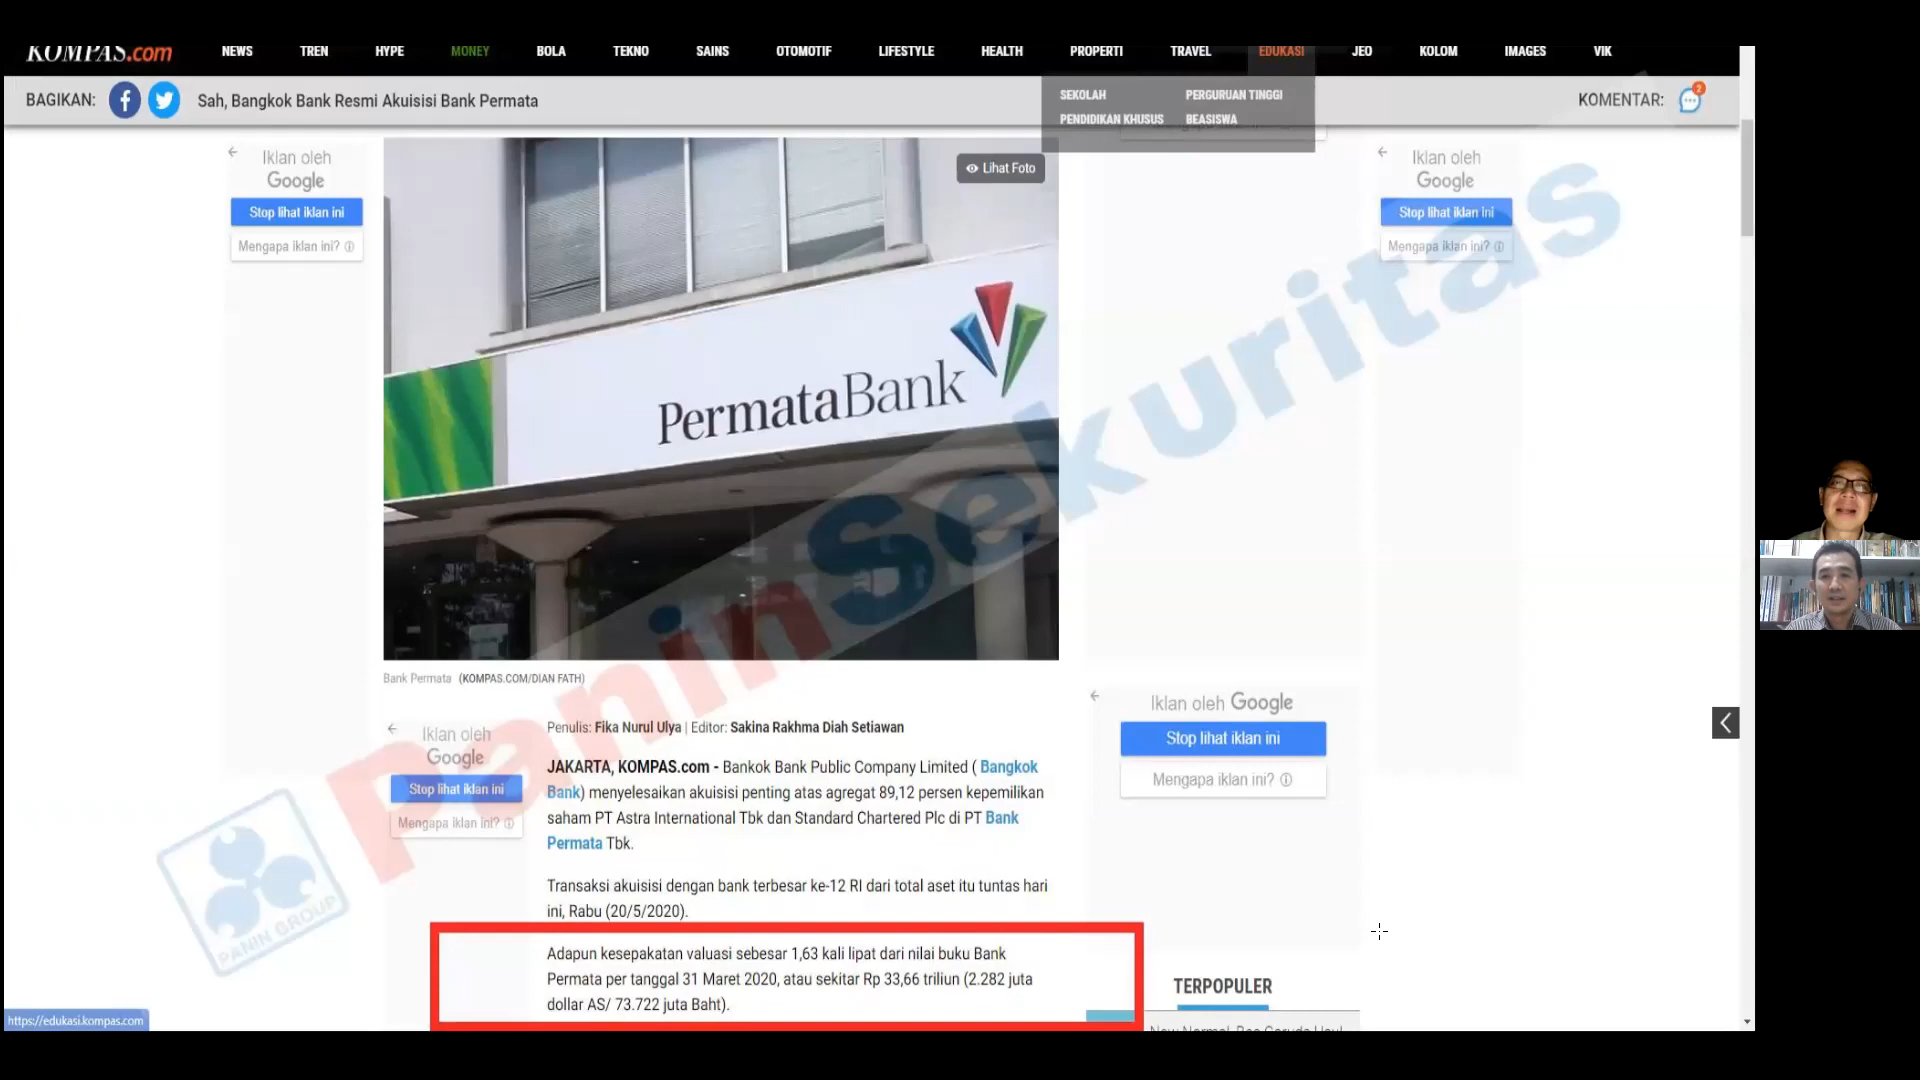 KOMPAS.com NEWS TREN HYPE MONEY BOLA TEKNO SAINS OTOMOTIF LIFESTYLE HEALTH PROPERTI TRAVEL EDUKASI JEO KOLOM IMAGES VIK
BAGIKAN: Sah, Bangkok Bank Resmi Akuisisi Bank Permata
SEKOLAH PERGURUAN TINGGI
PENDIDIKAN KHUSUS BEASISWA
KOMENTAR: 2
Iklan oleh
Google
Stop lihat iklan ini
Mengapa iklan ini?
Lihat Foto
PermataBank
Iklan oleh
Google
Stop lihat iklan ini
Mengapa iklan ini?
PaninSekuritas
PANIN GROUP
Bank Permata (KOMPAS.COM/DIAN FATH)
Iklan oleh
Google
Stop lihat iklan ini
Mengapa iklan ini?
Penulis: Fika Nurul Ulya | Editor: Sakina Rakhma Diah Setiawan
JAKARTA, KOMPAS.com - Bankok Bank Public Company Limited ( Bangkok
Bank) menyelesaikan akuisisi penting atas agregat 89,12 persen kepemilikan
saham PT Astra International Tbk dan Standard Chartered Plc di PT Bank
Permata Tbk.
Transaksi akuisisi dengan bank terbesar ke-12 RI dari total aset itu tuntas hari
ini, Rabu (20/5/2020).
Adapun kesepakatan valuasi sebesar 1,63 kali lipat dari nilai buku Bank
Permata per tanggal 31 Maret 2020, atau sekitar Rp 33,66 triliun (2.282 juta
dollar AS/ 73.722 juta Baht).
Iklan oleh Google
Stop lihat iklan ini
Mengapa iklan ini?
TERPOPULER
https://edukasi.kompas.com